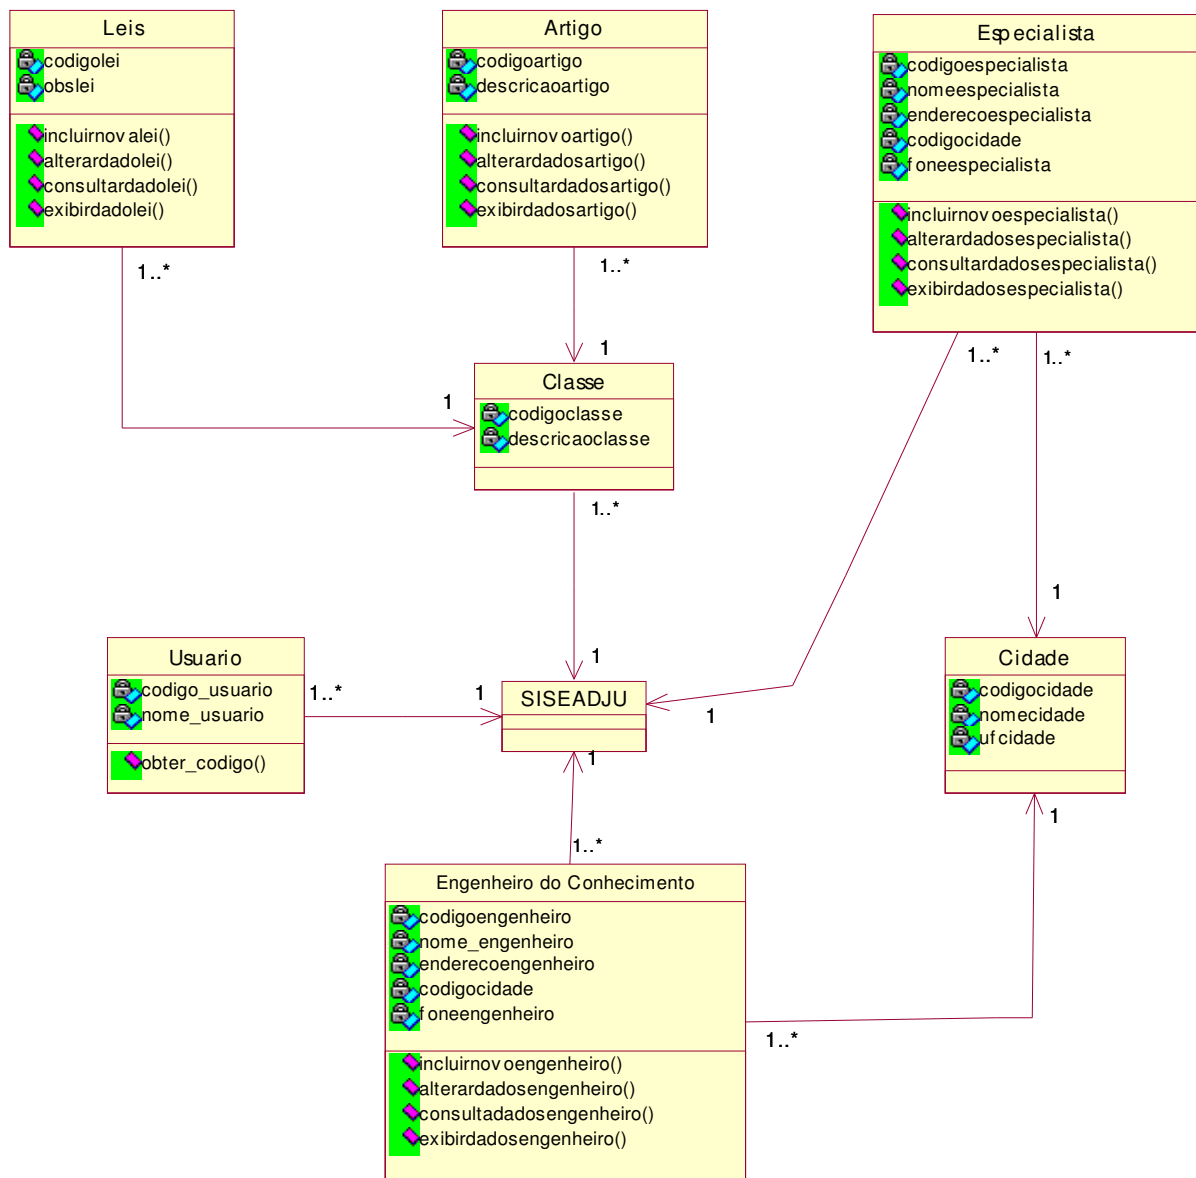 Leis
codigolei
obslei
incluirnovalei()
alterardadolei()
consultardadolei()
exibirdadolei()
1..*
Artigo
codigoartigo
descricaoartigo
incluirnovoartigo()
alterardadosartigo()
consultardadosartigo()
exibirdadosartigo()
1..*
Especialista
codigoespecialista
nomeespecialista
enderecoespecialista
codigocidade
foneespecialista
incluirnovoespecialista()
alterardadosespecialista()
consultardadosespecialista()
exibirdadosespecialista()
1..*
1..*
1
1
Classe
codigoclasse
descricaoclasse
1..*
1
Usuario
codigo_usuario
nome_usuario
obter_codigo()
1..*
1
SISEADJU
1
1
1
Cidade
codigocidade
nomecidade
ufcidade
1
1..*
Engenheiro do Conhecimento
codigoengenheiro
nome_engenheiro
enderecoengenheiro
codigocidade
foneengenheiro
incluirnovoengenheiro()
alterardadosengenheiro()
consultadadosengenheiro()
exibirdadosengenheiro()
1..*